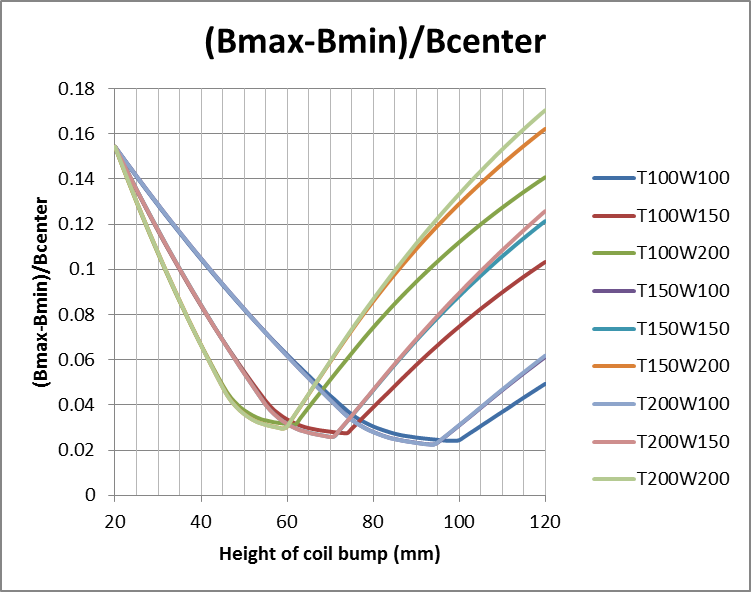 (Bmax-Bmin)/Bcenter
(Bmax-Bmin)/Bcenter
0.18
0.16
0.14
0.12
0.1
0.08
0.06
0.04
0.02
0
20 40 60 80 100 120
Height of coil bump (mm)
T100W100
T100W150
T100W200
T150W100
T150W150
T150W200
T200W100
T200W150
T200W200